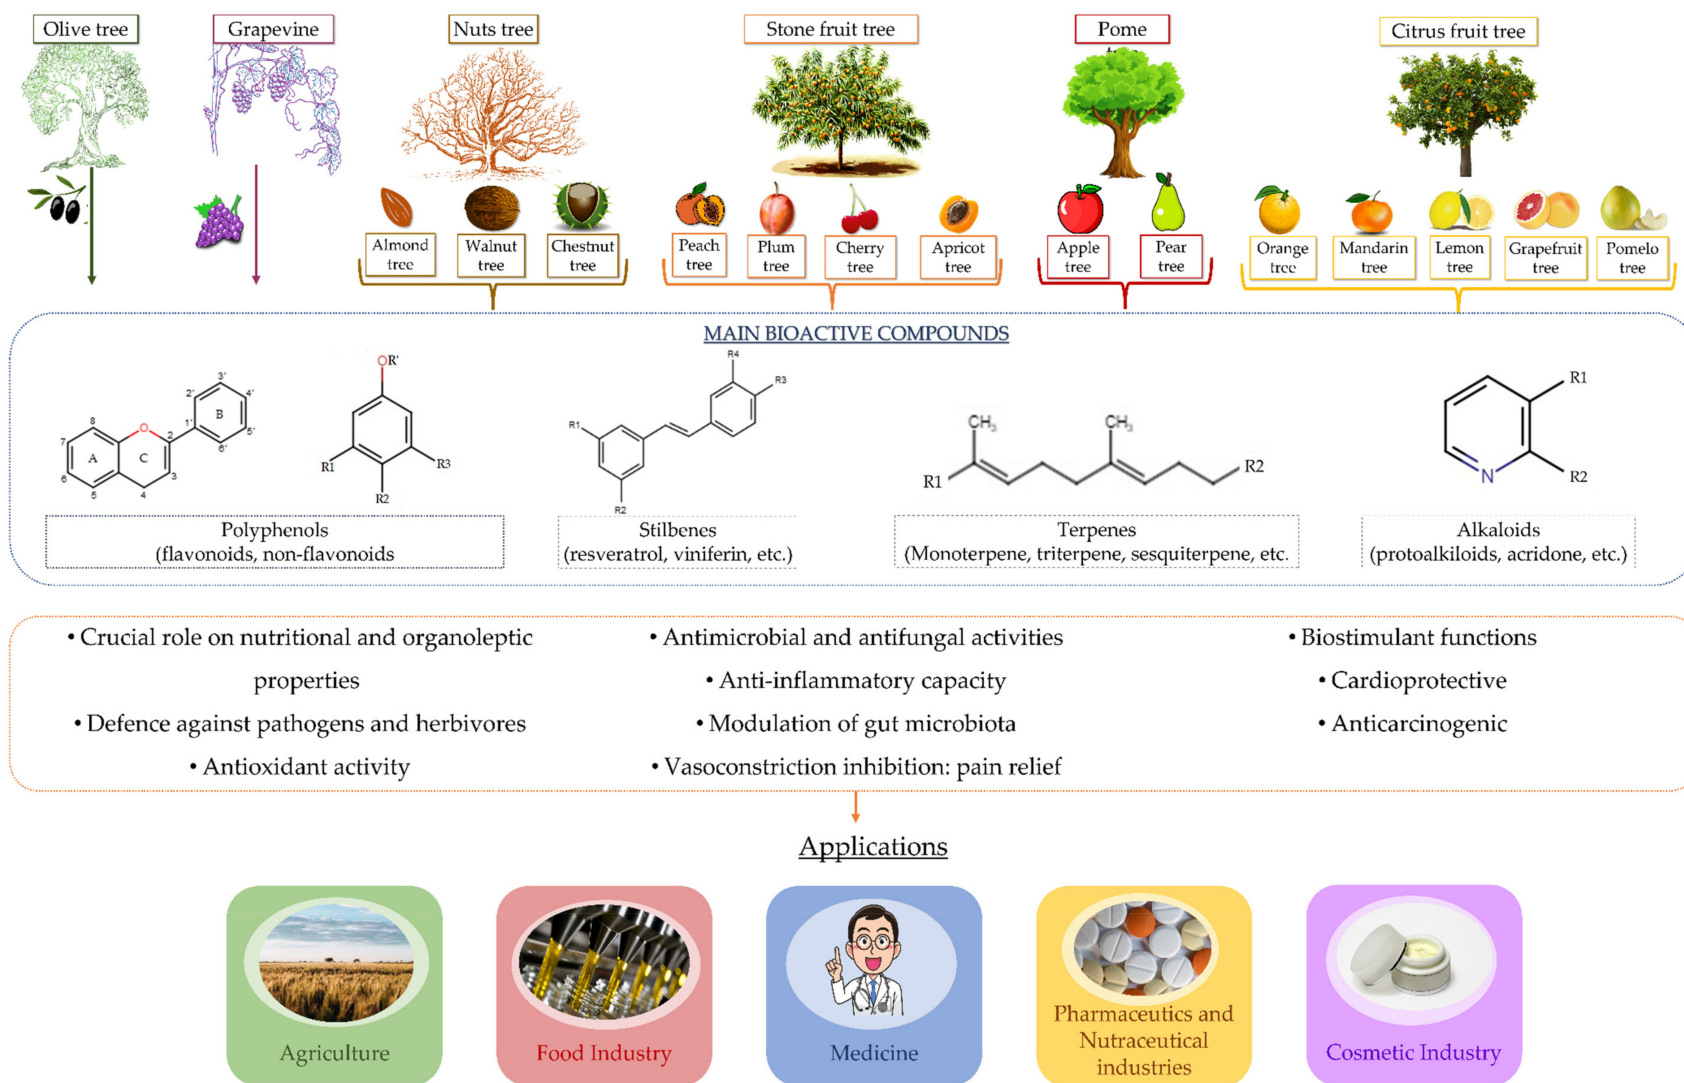 Olive tree
Grapevine
Nuts tree
Stone fruit tree
Pome
Citrus fruit tree
Almond
tree
Walnut
tree
Chestnut
tree
Peach
tree
Plum
tree
Cherry
tree
Apricot
tree
Apple
tree
Pear
tree
Orange
tree
Mandarin
tree
Lemon
tree
Grapefruit
tree
Pomelo
tree
MAIN BIOACTIVE COMPOUNDS
8
7
6
5
A
O
C
2
3
4
1'
2'
3'
4'
5'
6'
B
OR'
R1
R2
R3
R4
R3
R1
R2
CH3
CH3
R1
R2
R1
R2
N
Polyphenols
(flavonoids, non-flavonoids
Stilbenes
(resveratrol, viniferin, etc.)
Terpenes
(Monoterpene, triterpene, sesquiterpene, etc.
Alkaloids
(protoalkiloids, acridone, etc.)
• Crucial role on nutritional and organoleptic
properties
• Defence against pathogens and herbivores
• Antioxidant activity
• Antimicrobial and antifungal activities
• Anti-inflammatory capacity
• Modulation of gut microbiota
• Vasoconstriction inhibition: pain relief
• Biostimulant functions
• Cardioprotective
• Anticarcinogenic
Applications
Agriculture
Food Industry
Medicine
Pharmaceutics and
Nutraceutical
industries
Cosmetic Industry